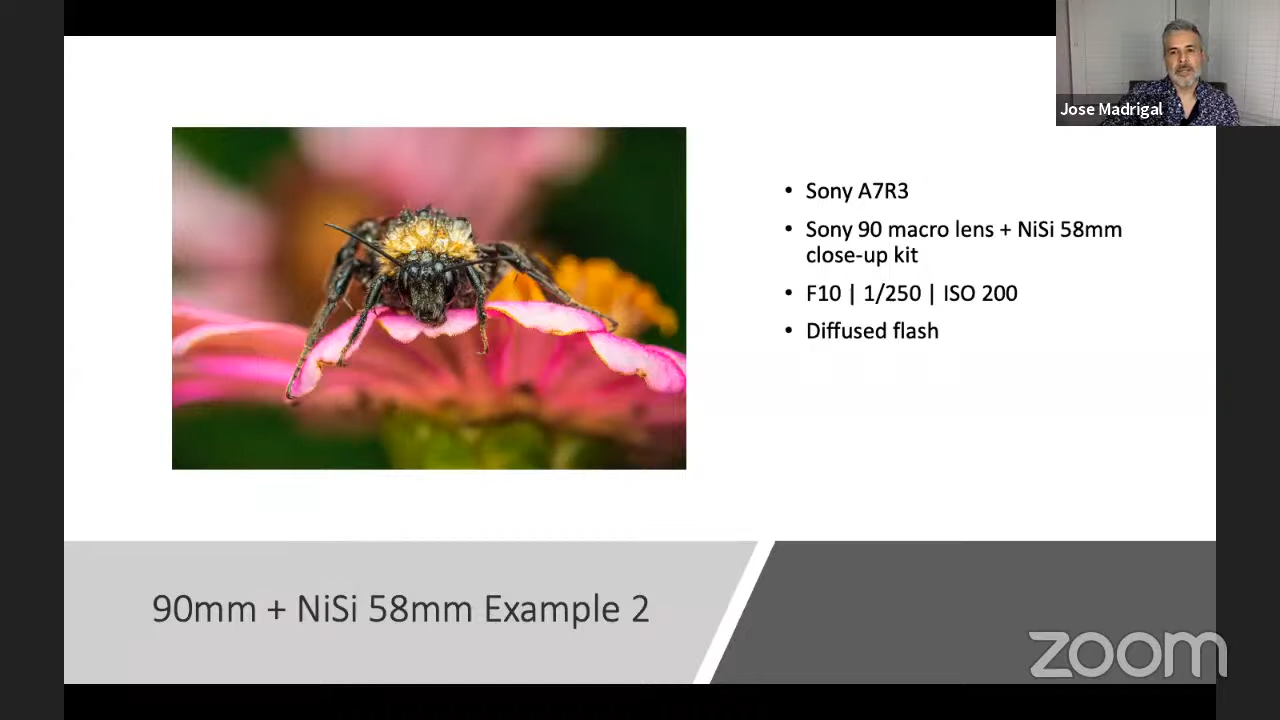 Jose Madrigal
• Sony A7R3
• Sony 90 macro lens + NiSi 58mm
close-up kit
• F10 | 1/250 | ISO 200
• Diffused flash
90mm + NiSi 58mm Example 2
zoom